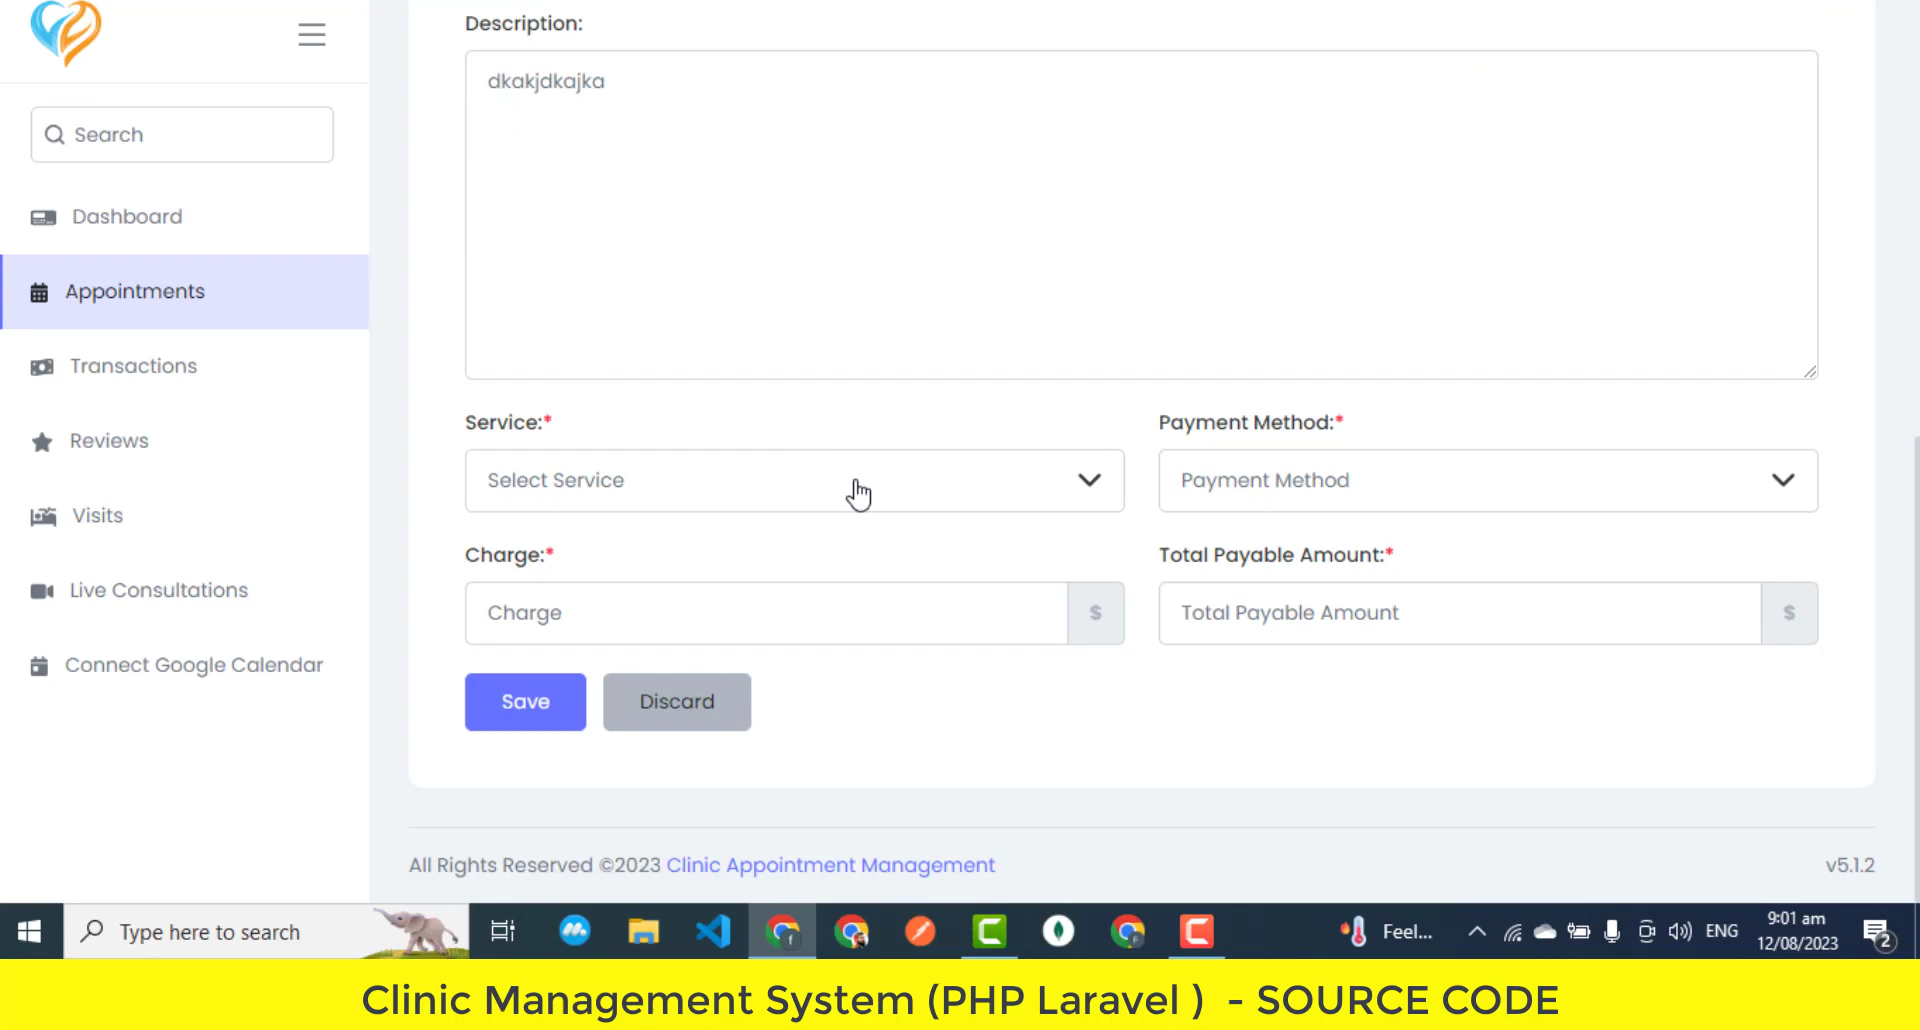 Description:
dkakjdkajka
Search
Dashboard
Appointments
Transactions
Reviews
Visits
Live Consultations
Connect Google Calendar
Service:*
Payment Method:*
Select Service
Payment Method
Charge:*
Total Payable Amount:*
Charge
$
Total Payable Amount
$
Save
Discard
All Rights Reserved ©2023 Clinic Appointment Management
v5.1.2
Type here to search
Feel...
ENG
9:01 am
12/08/2023
2
Clinic Management System (PHP Laravel ) - SOURCE CODE